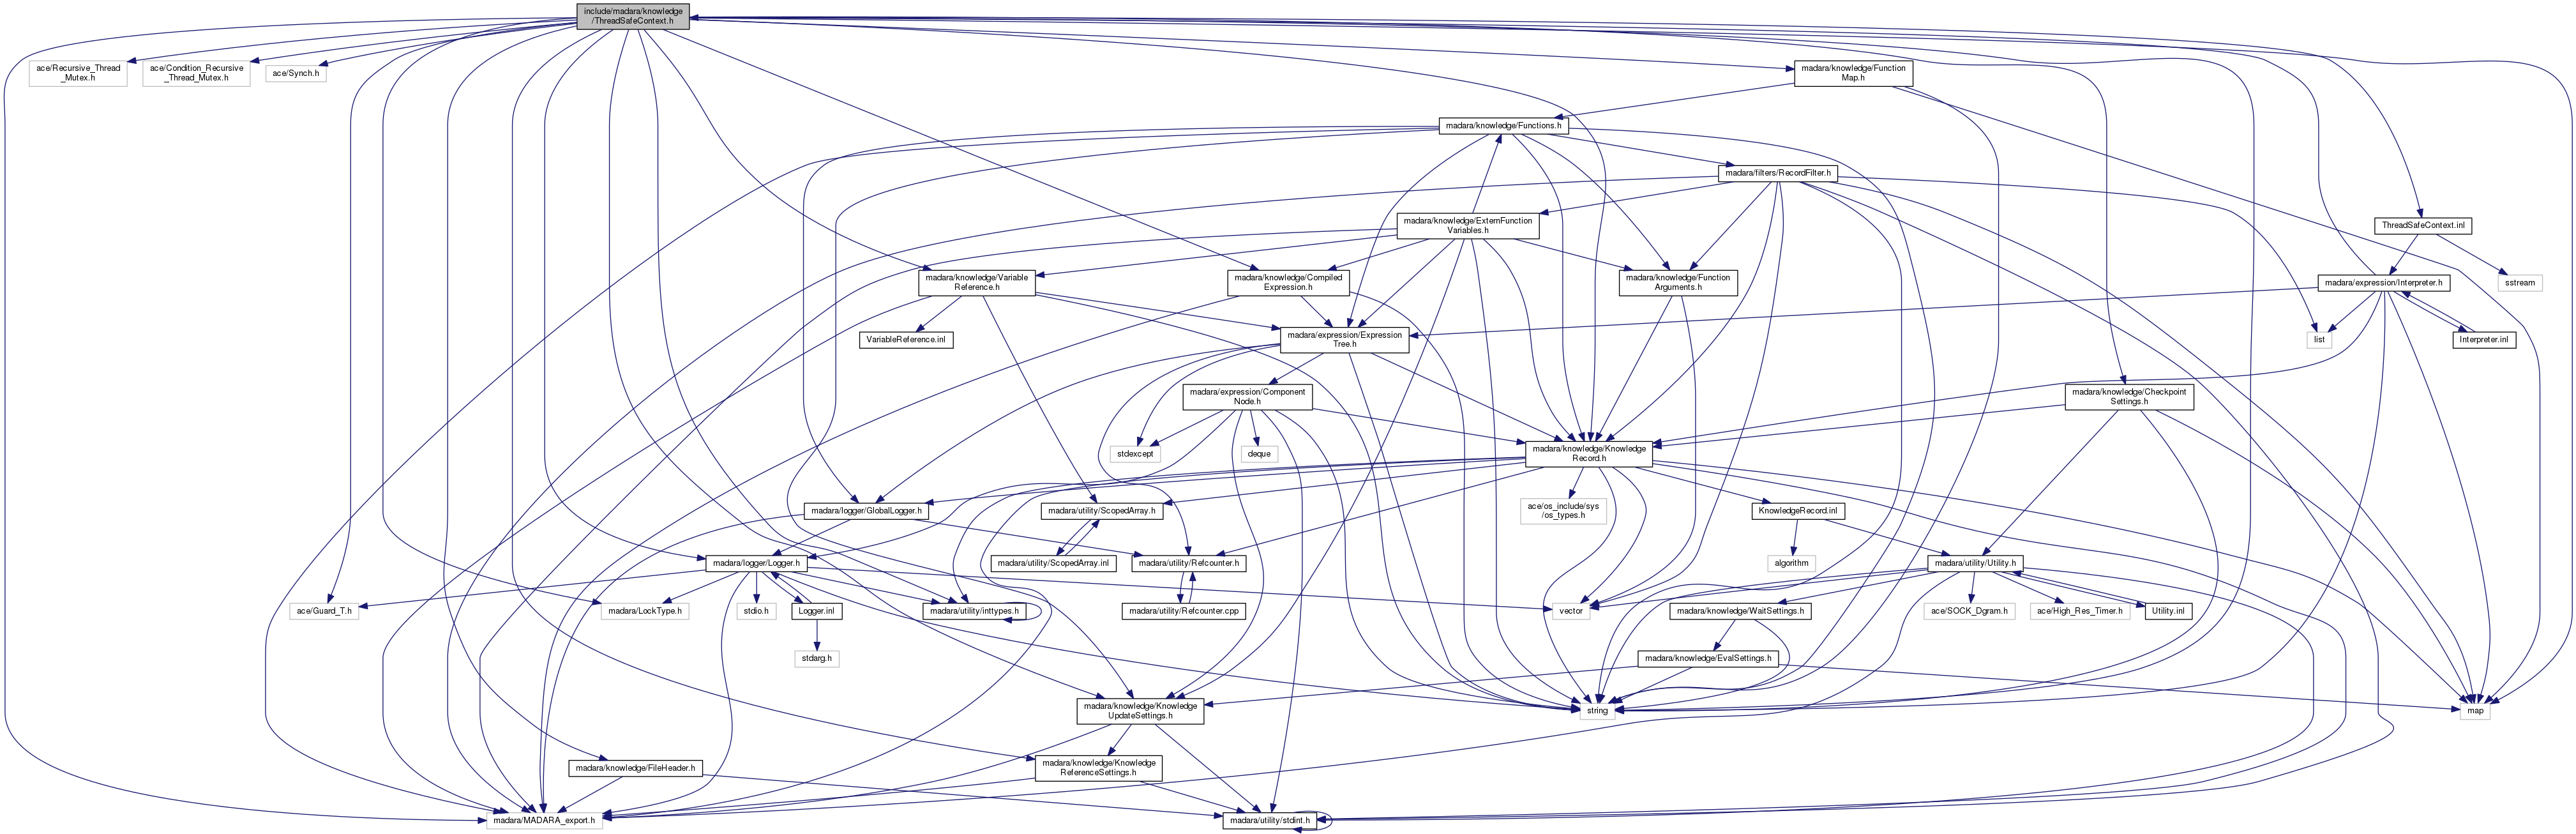 include/madara/knowledge
/ThreadSafeContext.h
ace/Recursive_Thread
_Mutex.h
ace/Condition_Recursive
_Thread_Mutex.h
ace/Synch.h
madara/knowledge/Function
Map.h
madara/knowledge/Functions.h
madara/filters/RecordFilter.h
madara/knowledge/ExternFunction
Variables.h
ThreadSafeContext.inl
madara/knowledge/Variable
Reference.h
madara/knowledge/Compiled
Expression.h
madara/knowledge/Function
Arguments.h
madara/expression/Interpreter.h
sstream
VariableReference.inl
madara/expression/Expression
Tree.h
list
Interpreter.inl
madara/expression/Component
Node.h
madara/knowledge/Checkpoint
Settings.h
stdexcept
deque
madara/knowledge/Knowledge
Record.h
madara/logger/GlobalLogger.h
madara/utility/ScopedArray.h
ace/os_include/sys
/os_types.h
KnowledgeRecord.inl
madara/logger/Logger.h
madara/utility/ScopedArray.inl
madara/utility/Refcounter.h
algorithm
madara/utility/Utility.h
ace/Guard_T.h
madara/LockType.h
stdio.h
Logger.inl
madara/utility/inttypes.h
madara/utility/Refcounter.cpp
vector
madara/knowledge/WaitSettings.h
ace/SOCK_Dgram.h
ace/High_Res_Timer.h
Utility.inl
stdarg.h
madara/knowledge/EvalSettings.h
madara/knowledge/Knowledge
UpdateSettings.h
string
map
madara/knowledge/FileHeader.h
madara/knowledge/Knowledge
ReferenceSettings.h
madara/MADARA_export.h
madara/utility/stdint.h